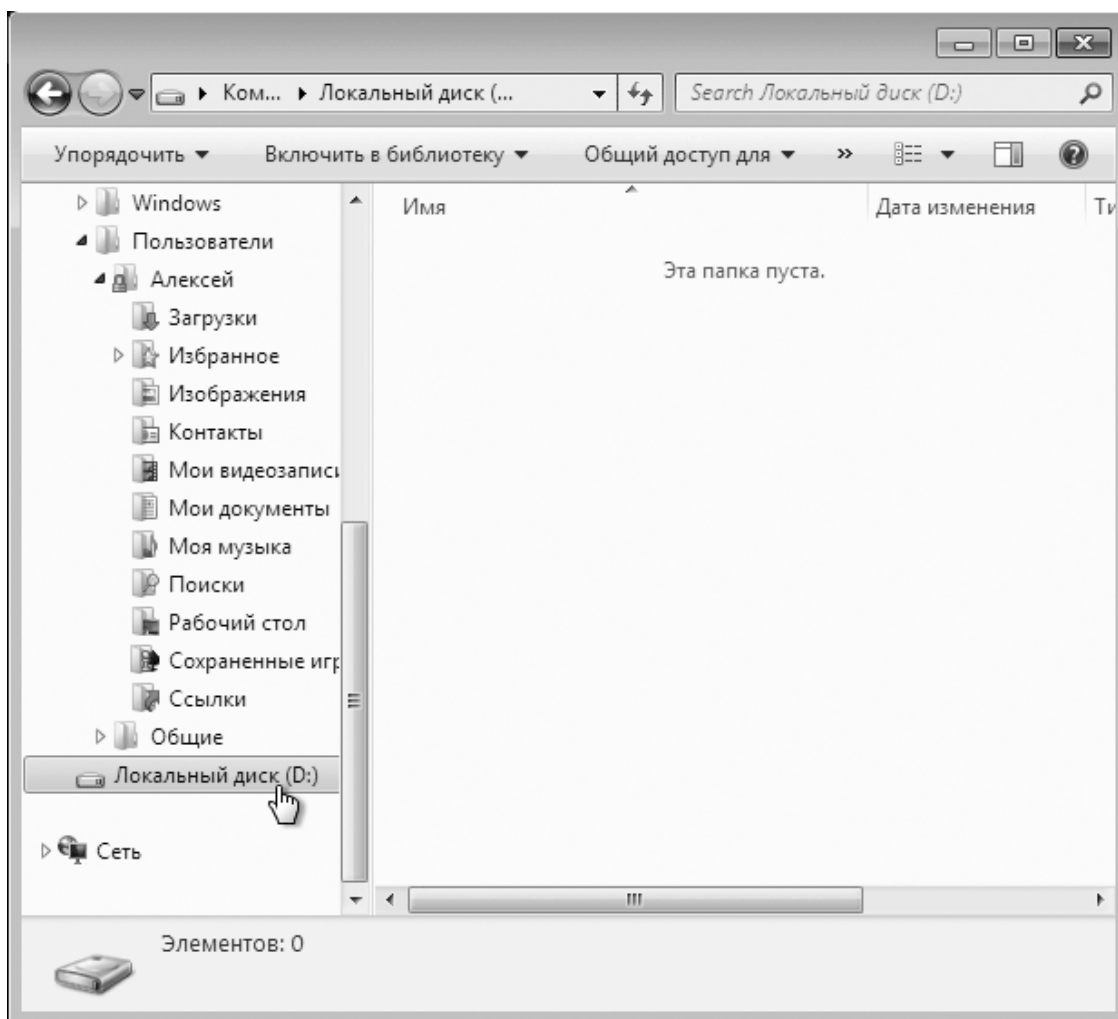 Ком... Локальный диск (... Search Локальный диск (D:)
Упорядочить Включить в библиотеку Общий доступ для »
Имя Дата изменения
Эта папка пуста.
Windows
Пользователи
Алексей
Загрузки
Избранное
Изображения
Контакты
Мои видеозаписи
Мои документы
Моя музыка
Поиски
Рабочий стол
Сохраненные игр
Ссылки
Общие
Локальный диск (D:)
Сеть
Элементов: 0